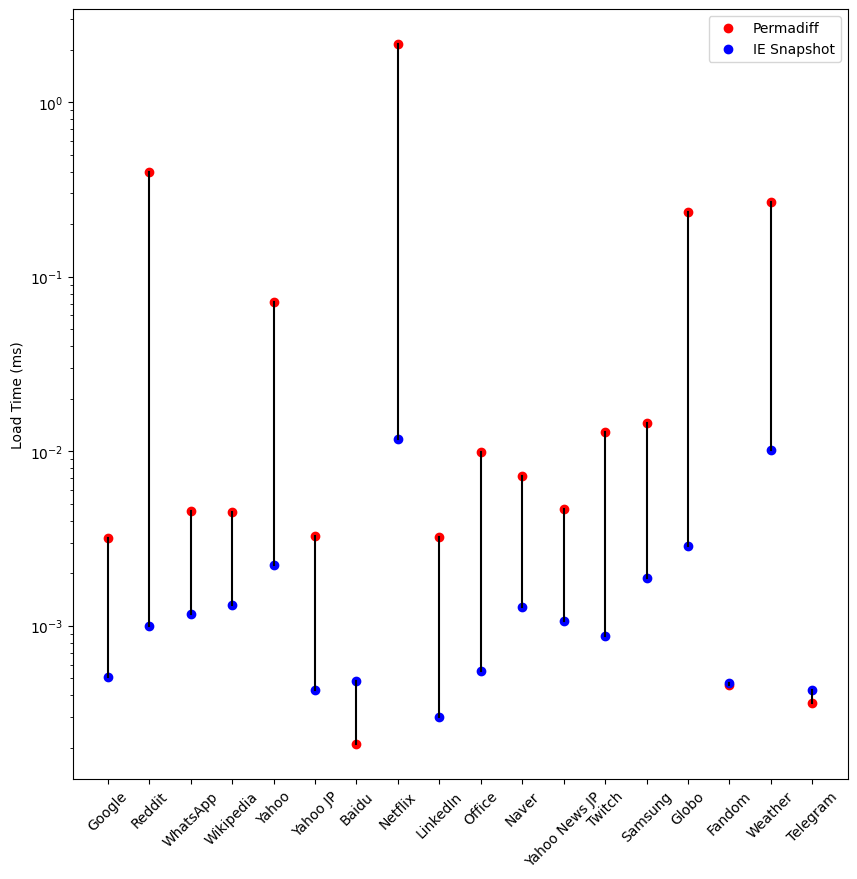 Permadiff
IE Snapshot
Load Time (ms)
10⁰
10⁻¹
10⁻²
10⁻³
Google
Reddit
WhatsApp
Wikipedia
Yahoo
Yahoo JP
Baidu
Netflix
LinkedIn
Office
Naver
Yahoo News JP
Twitch
Samsung
Globo
Fandom
Weather
Telegram